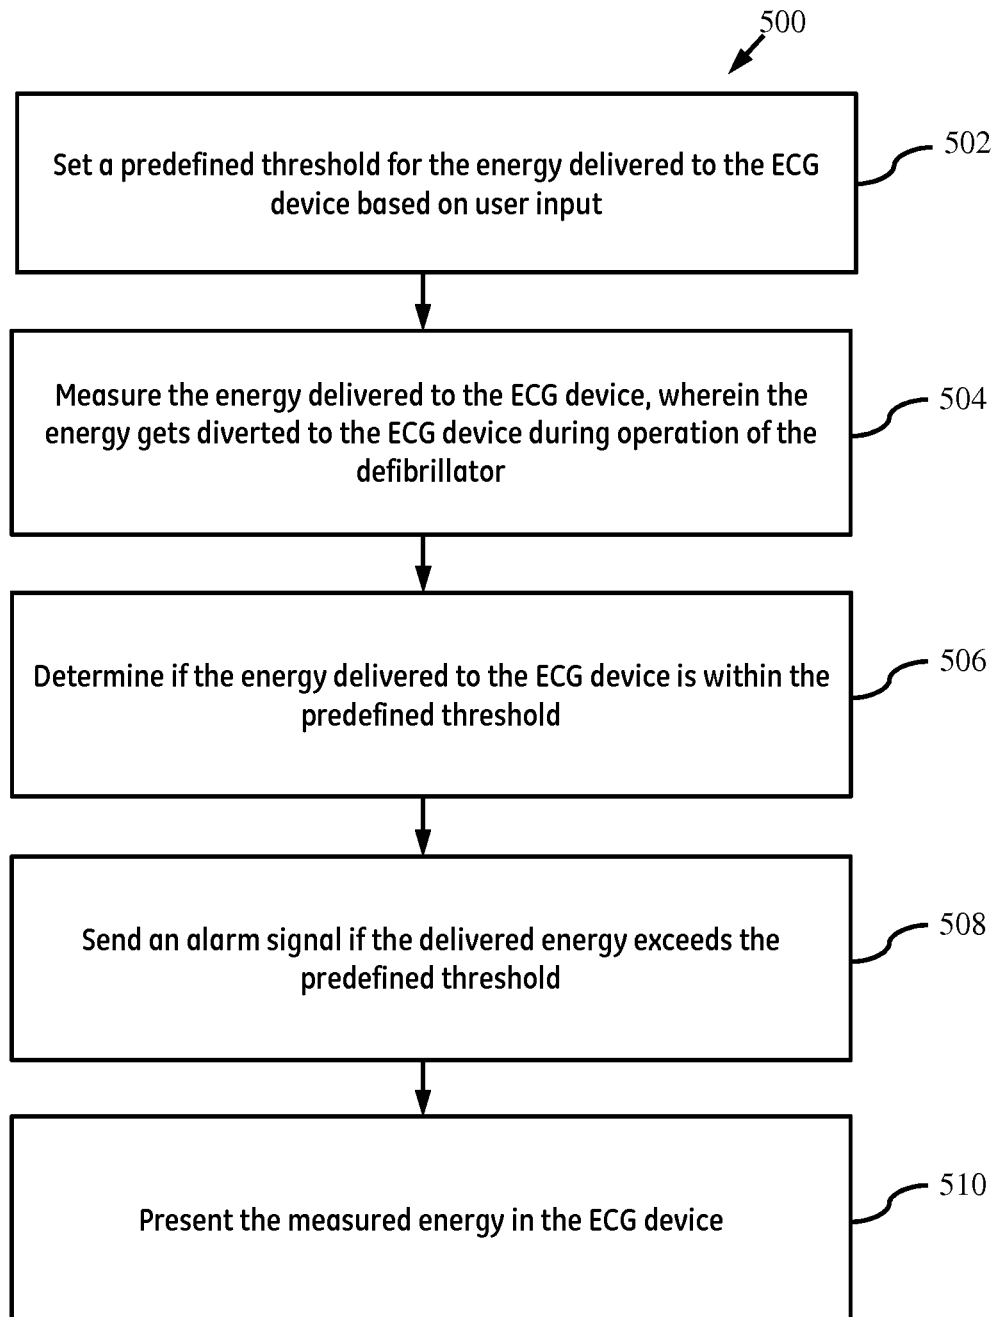 500
Set a predefined threshold for the energy delivered to the ECG
device based on user input
502
Measure the energy delivered to the ECG device, wherein the
energy gets diverted to the ECG device during operation of the
defibrillator
504
Determine if the energy delivered to the ECG device is within the
predefined threshold
506
Send an alarm signal if the delivered energy exceeds the
predefined threshold
508
Present the measured energy in the ECG device
510